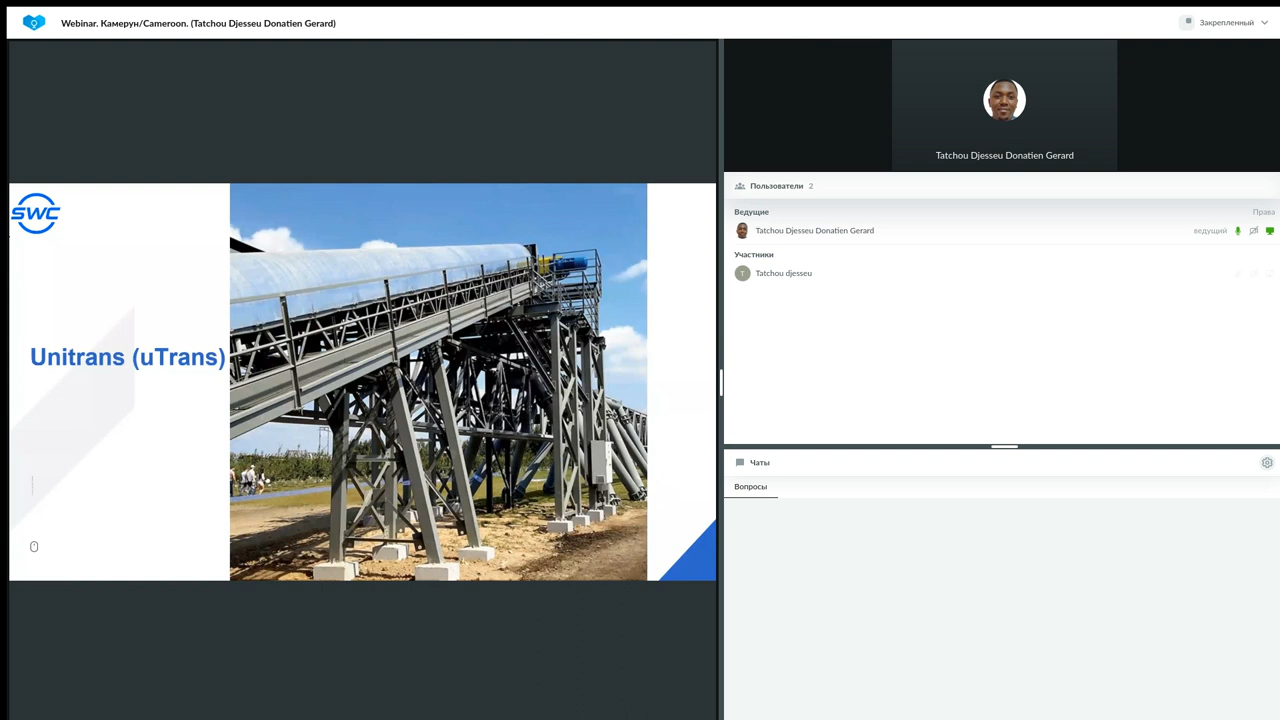 Webinar. Камерун/Cameroon. (Tatchou Djesseu Donatien Gerard)
Закрепленный
SWC
Unitrans (uTrans)
Tatchou Djesseu Donatien Gerard
Пользователи 2
Ведущие Права
Tatchou Djesseu Donatien Gerard ведущий
Участники
T Tatchou djesseu
Чаты
Вопросы